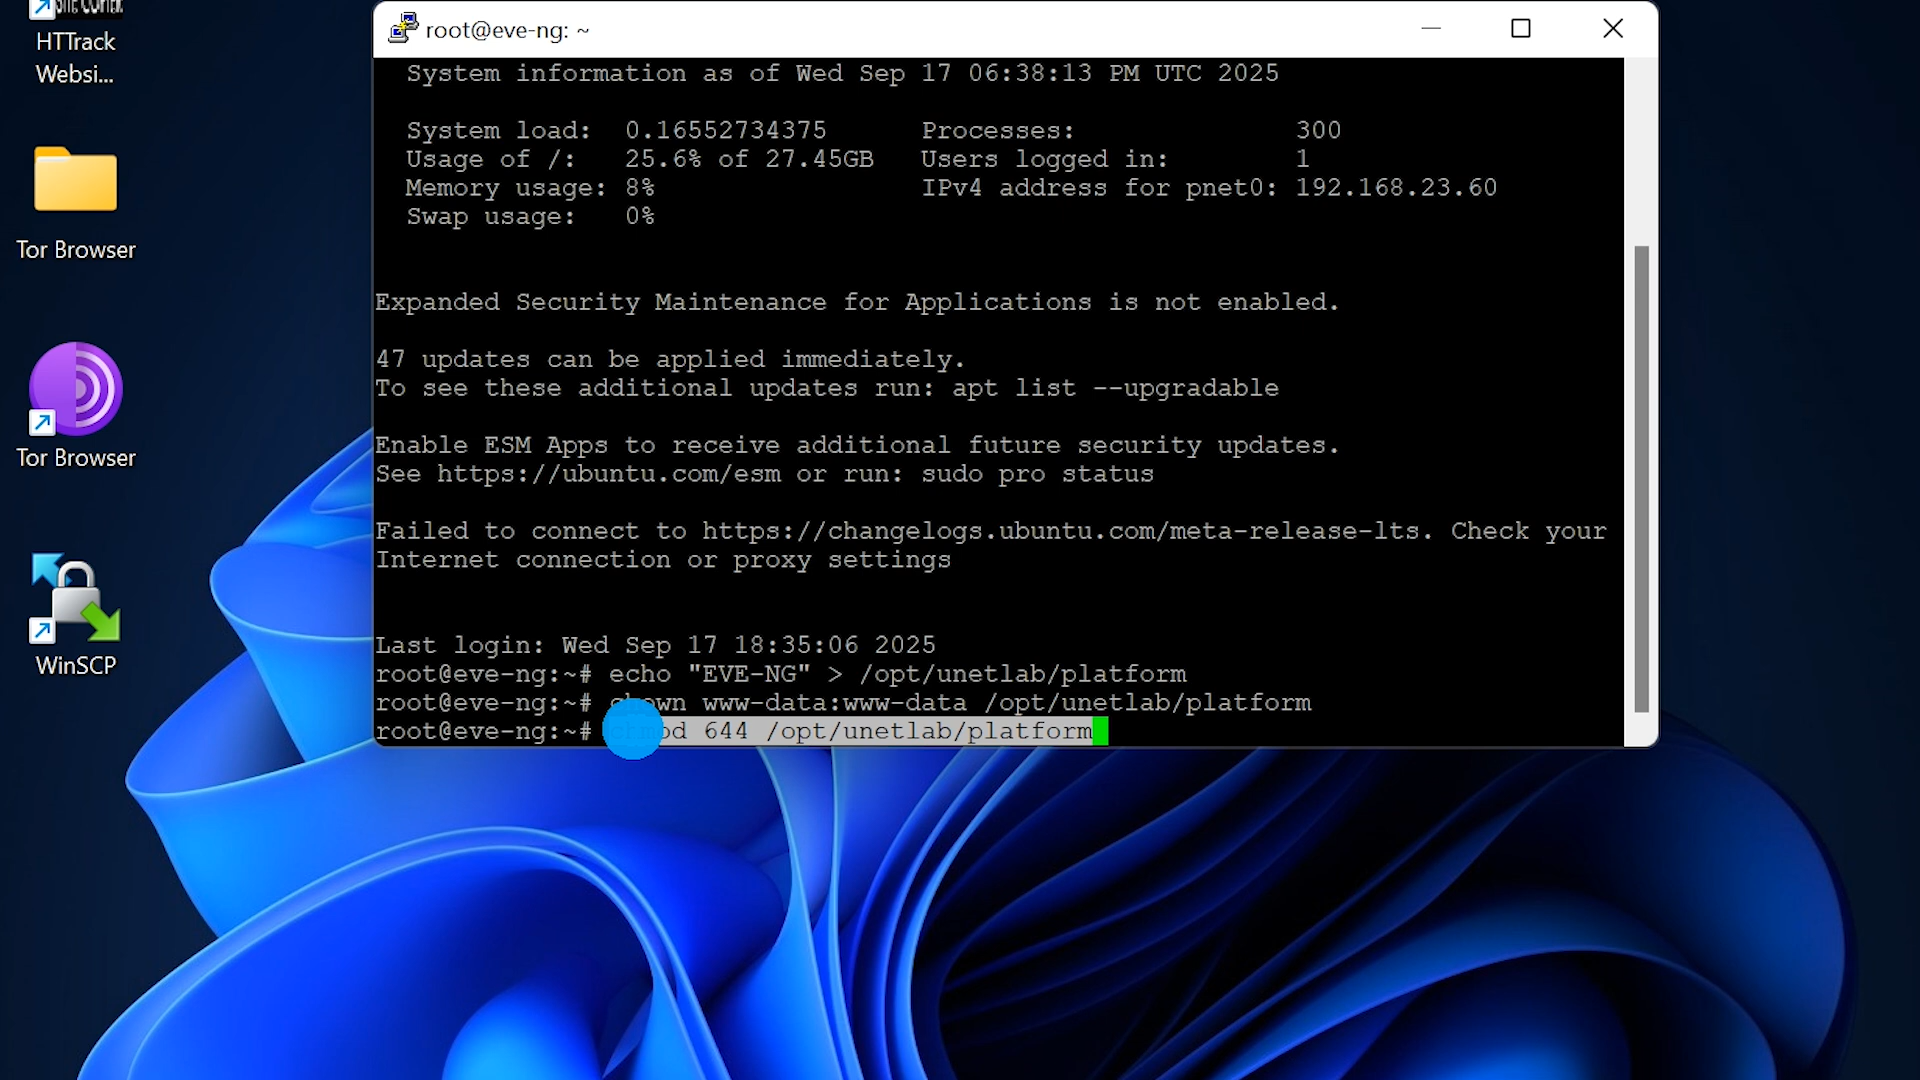 HTTrack
Websi...
Tor Browser
Tor Browser
WinSCP
root@eve-ng: ~
System information as of Wed Sep 17 06:38:13 PM UTC 2025
System load: 0.16552734375 Processes: 300
Usage of /: 25.6% of 27.45GB Users logged in: 1
Memory usage: 8% IPv4 address for pnet0: 192.168.23.60
Swap usage: 0%
Expanded Security Maintenance for Applications is not enabled.
47 updates can be applied immediately.
To see these additional updates run: apt list --upgradable
Enable ESM Apps to receive additional future security updates.
See https://ubuntu.com/esm or run: sudo pro status
Failed to connect to https://changelogs.ubuntu.com/meta-release-lts. Check your
Internet connection or proxy settings
Last login: Wed Sep 17 18:35:06 2025
root@eve-ng:~# echo "EVE-NG" > /opt/unetlab/platform
root@eve-ng:~# chown www-data:www-data /opt/unetlab/platform
root@eve-ng:~# chmod 644 /opt/unetlab/platform